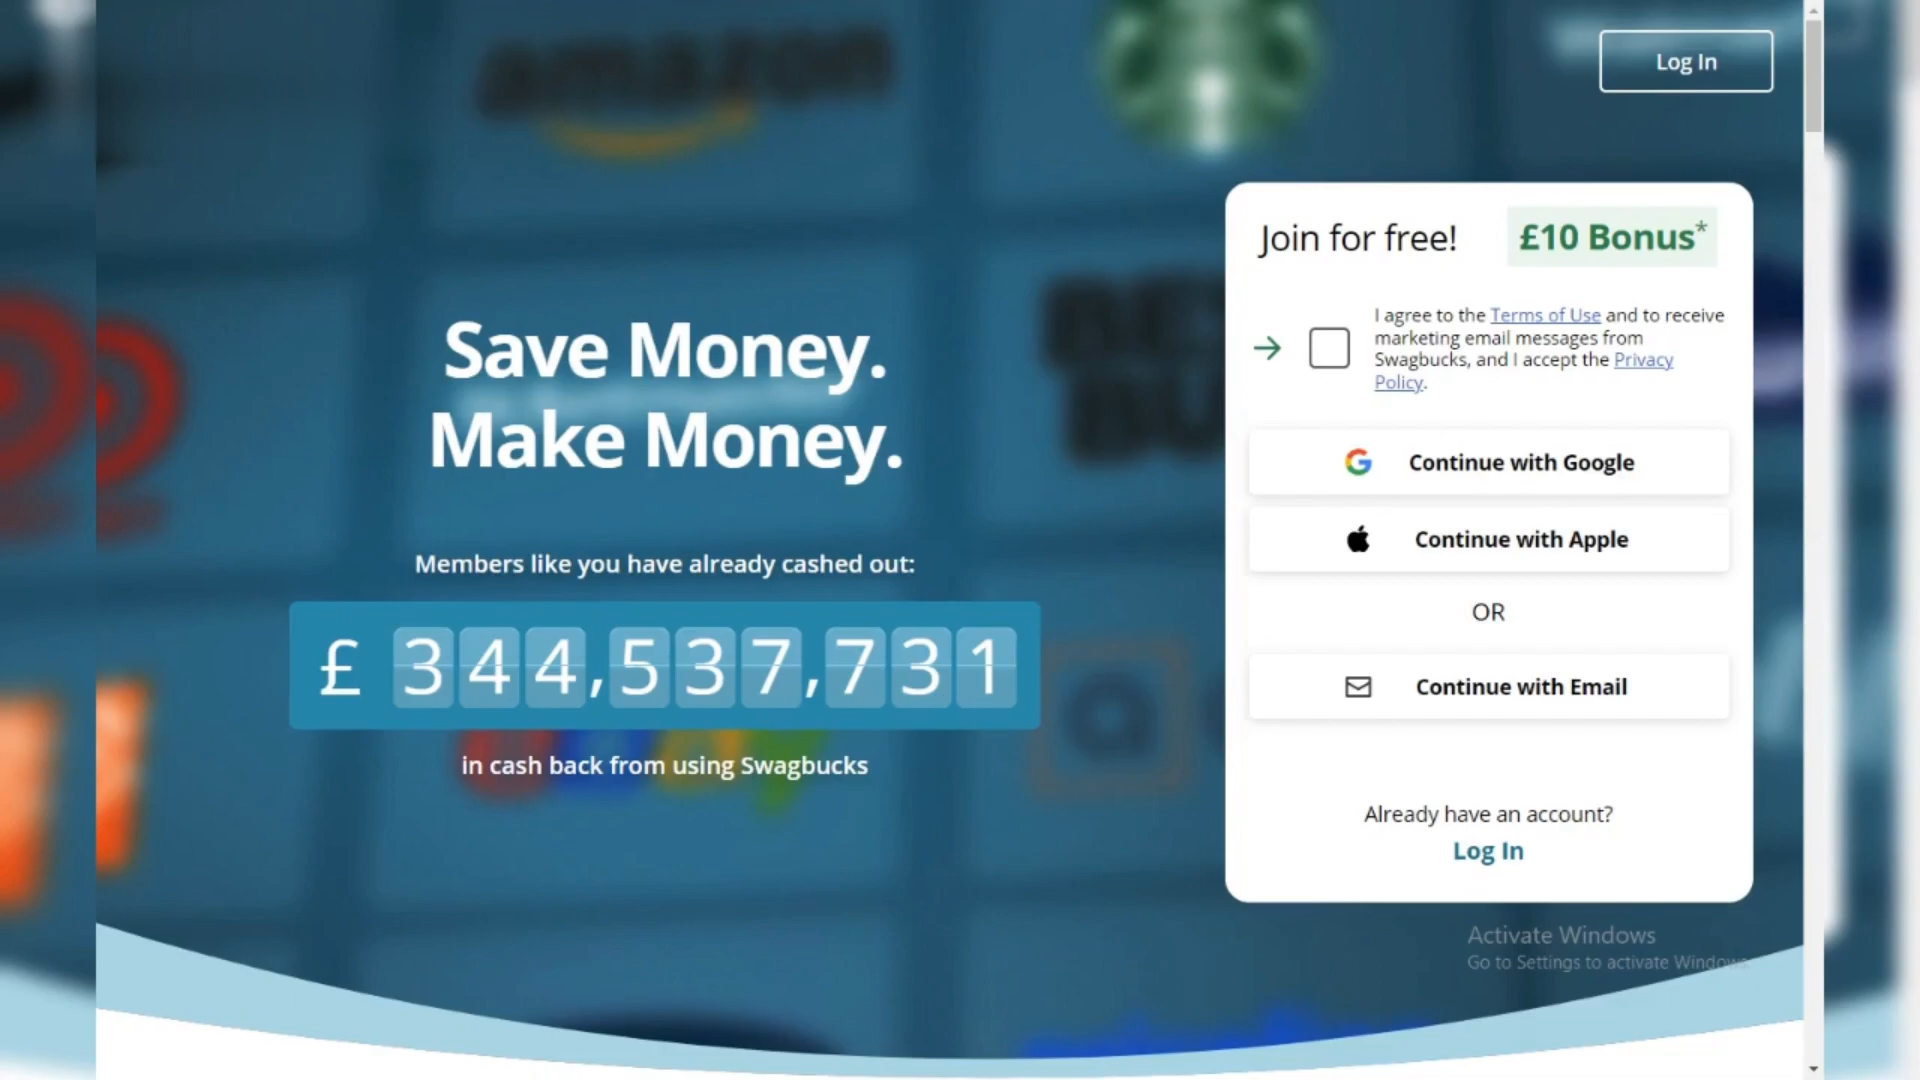 amazon
Log In
Join for free!
£10 Bonus*
I agree to the Terms of Use and to receive
marketing email messages from
Swagbucks, and I accept the Privacy
Policy.
Save Money.
Make Money.
Continue with Google
Continue with Apple
Members like you have already cashed out:
OR
£ 344,537,731
Continue with Email
ebay
in cash back from using Swagbucks
Already have an account?
Log In
Activate Windows
Go to Settings to activate Windows.